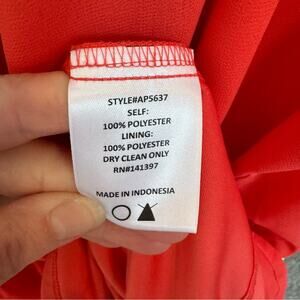 STYLE#AP5637
SELF:
100% POLYESTER
LINING:
100% POLYESTER
DRY CLEAN ONLY
RN#141397
MADE IN INDONESIA